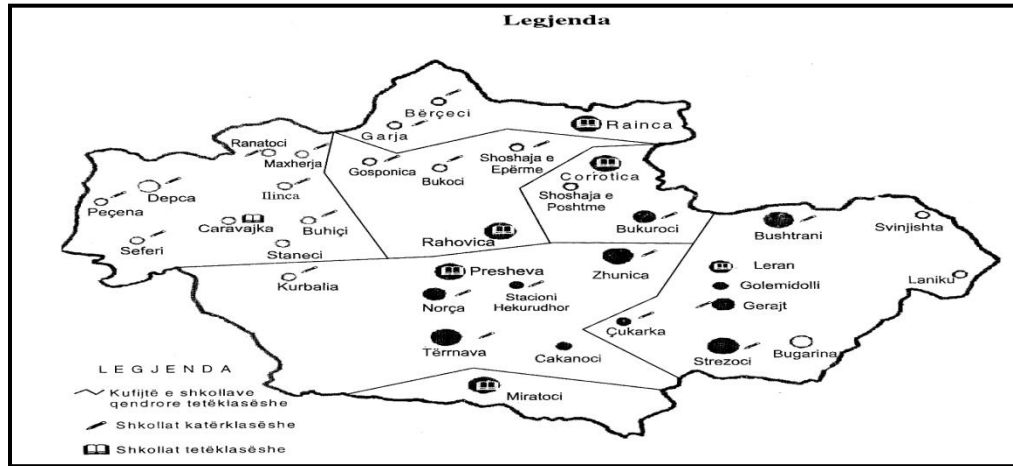 Legjenda
Bërçeci
Garja
Rainca
Ranatoci
Maxherja
Gosponica
Bukoci
Shoshaja e
Epërme
Corrotica
Depca
Peçena
Ilinca
Shoshaja e
Poshtme
Caravajka
Buhiçi
Bukuroci
Bushtrani
Svinjishta
Seferi
Staneci
Rahovica
Kurbalia
Presheva
Zhunica
Leran
Laniku
Norça
Stacioni
Hekurudhor
Golemidolli
Gerajt
Çukarka
Tërrnava
Cakanoci
Strezoci
Bugarina
Miratoci
LEGJENDA
Kufijtë e shkollave
qendrore tetëklasëshe
Shkollat katërklasëshe
Shkollat tetëklasëshe